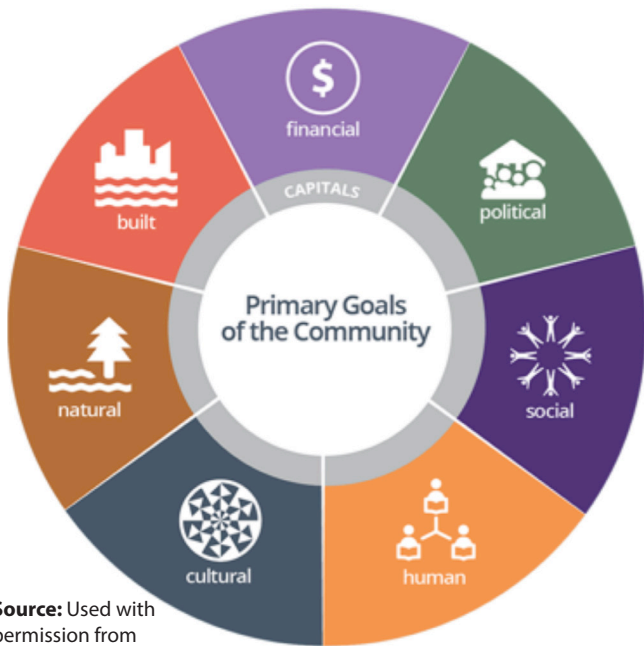 $
financial
political
social
human
cultural
natural
built
CAPITALS
Primary Goals
of the Community
Source: Used with
permission from